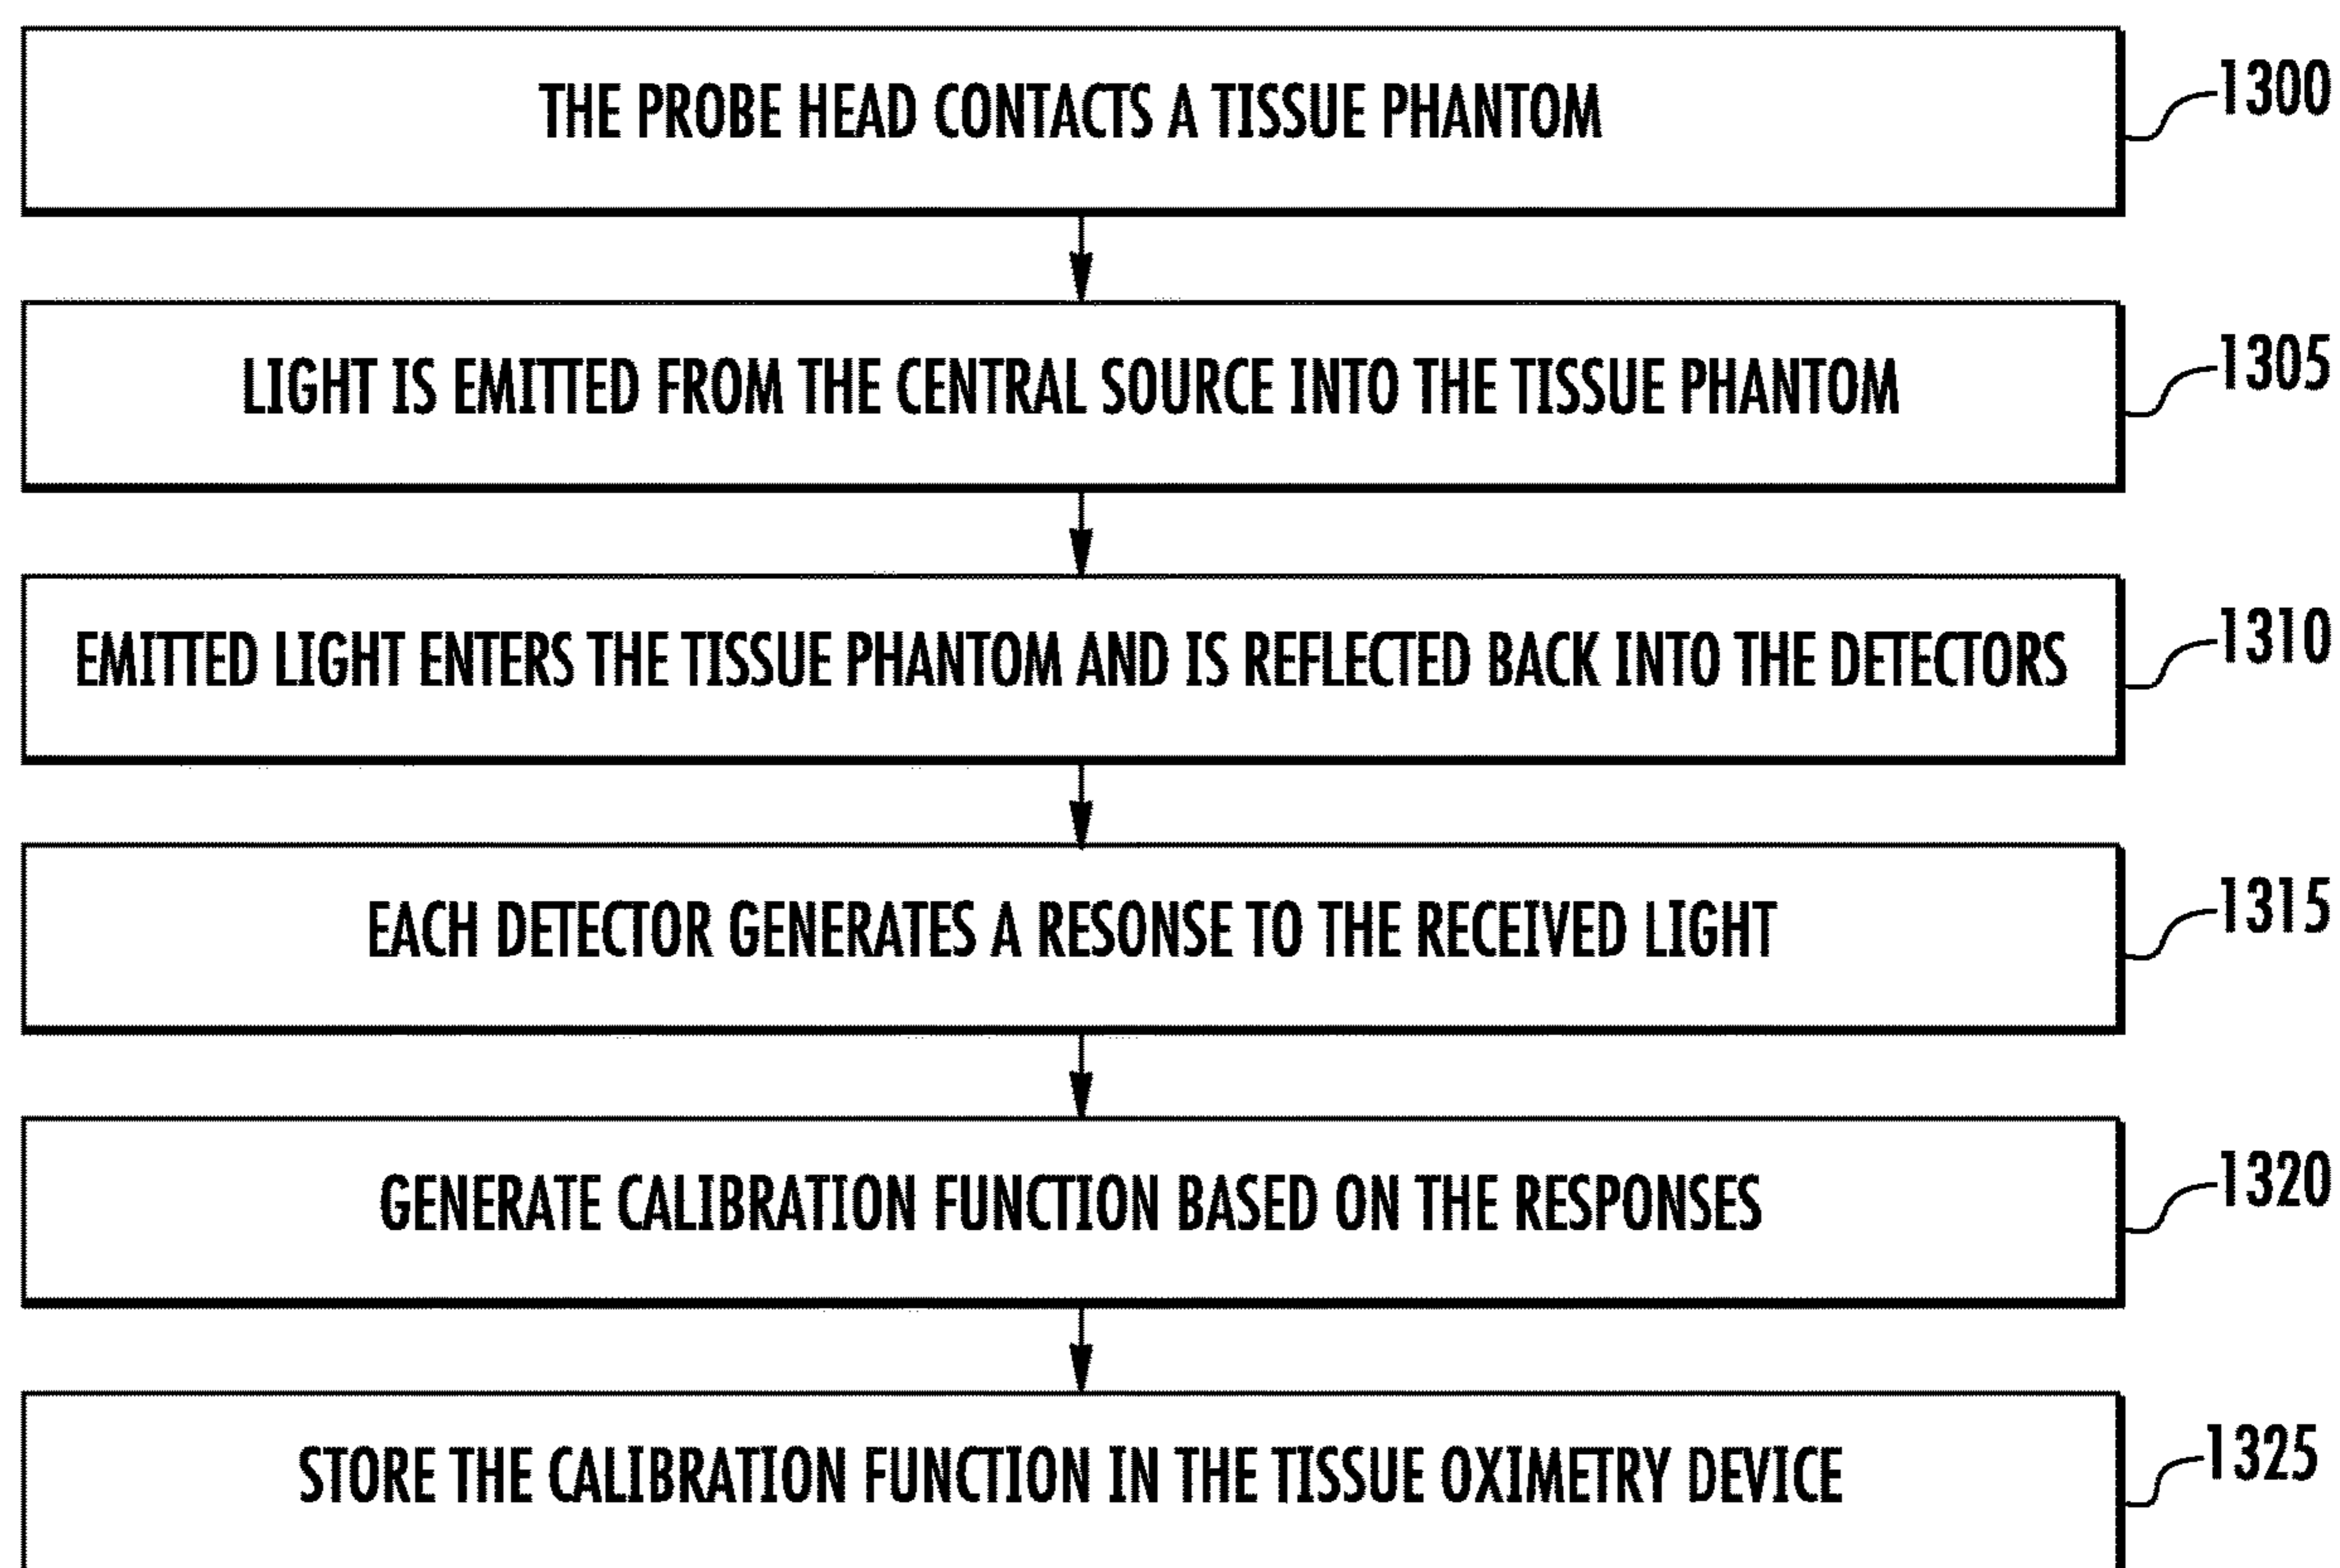 THE PROBE HEAD CONTACTS A TISSUE PHANTOM
1300
LIGHT IS EMITTED FROM THE CENTRAL SOURCE INTO THE TISSUE PHANTOM
1305
EMITTED LIGHT ENTERS THE TISSUE PHANTOM AND IS REFLECTED BACK INTO THE DETECTORS
1310
EACH DETECTOR GENERATES A RESONSE TO THE RECEIVED LIGHT
1315
GENERATE CALIBRATION FUNCTION BASED ON THE RESPONSES
1320
STORE THE CALIBRATION FUNCTION IN THE TISSUE OXIMETRY DEVICE
1325